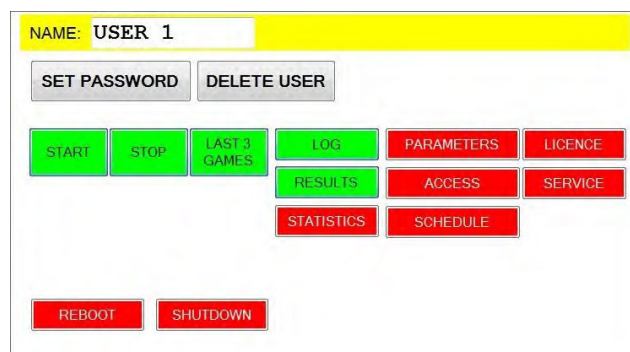 NAME: USER 1
SET PASSWORD DELETE USER
START STOP LAST 3 GAMES LOG PARAMETERS LICENCE
RESULTS ACCESS SERVICE
STATISTICS SCHEDULE
REBOOT SHUTDOWN